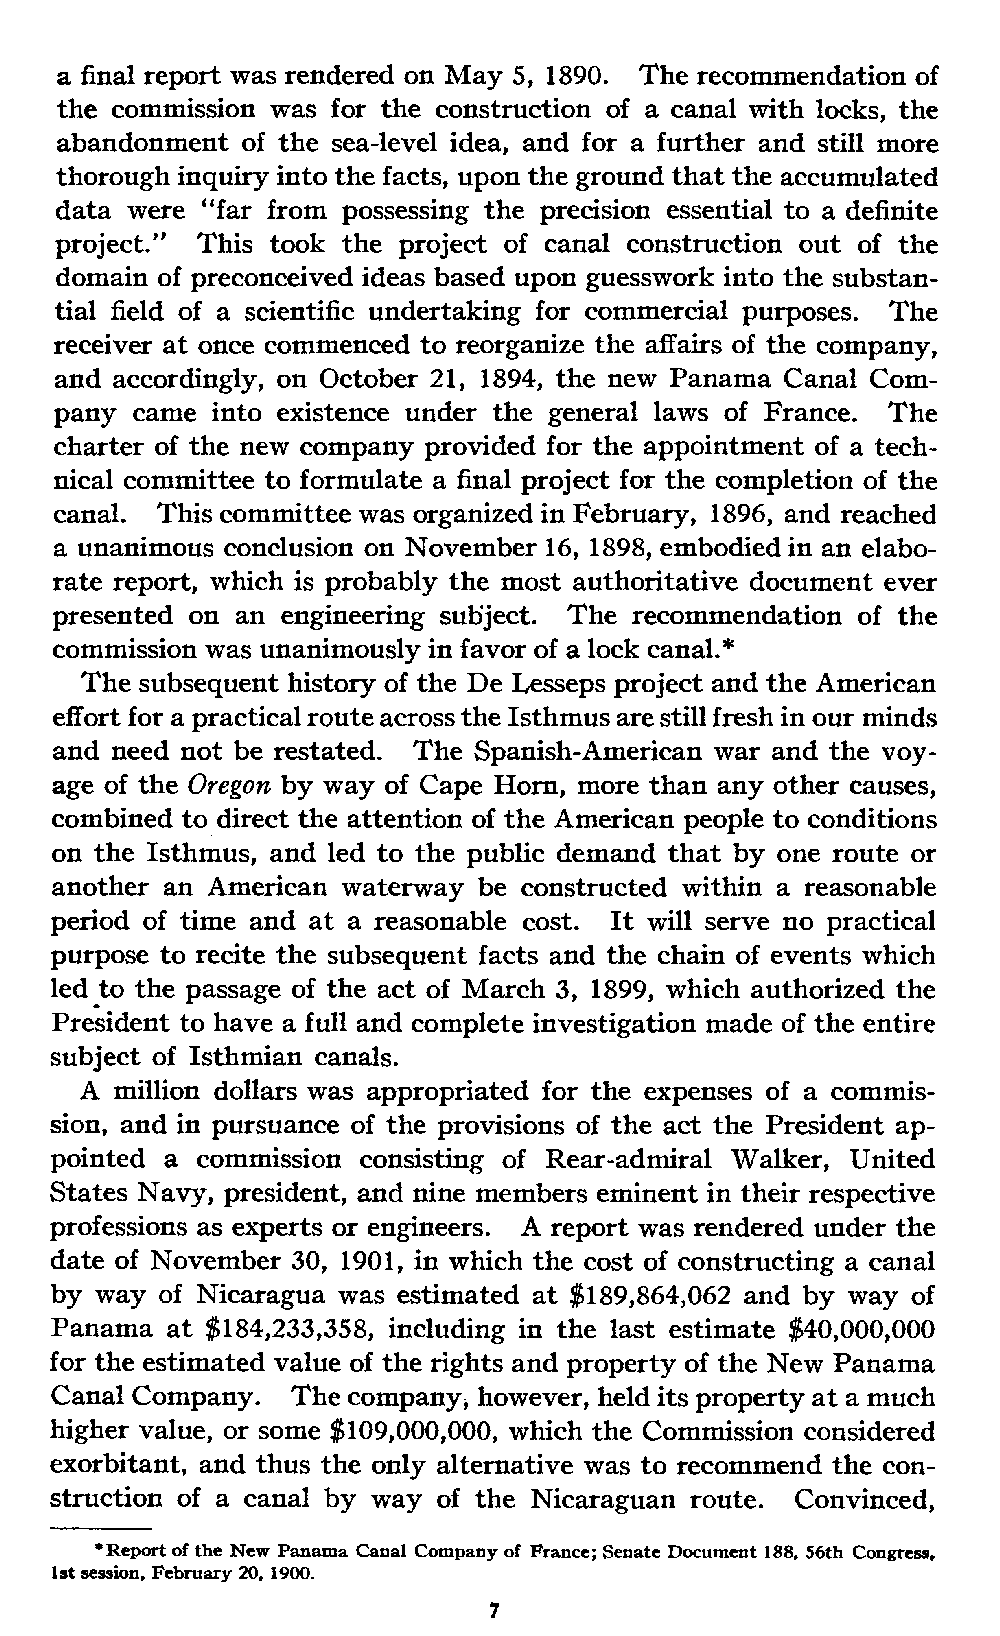 a final report was rendered on May 5, 1890. The recommendation of
the commission was for the construction of a canal with locks, the
abandonment of the sea-level idea, and for a further and still more
thorough inquiry into the facts, upon the ground that the accumulated
data were "far from possessing the precision essential to a definite
project." This took the project of canal construction out of the
domain of preconceived ideas based upon guesswork into the substan-
tial field of a scientific undertaking for commercial purposes. The
receiver at once commenced to reorganize the affairs of the company,
and accordingly, on October 21, 1894, the new Panama Canal Com-
pany came into existence under the general laws of France. The
charter of the new company provided for the appointment of a tech-
nical committee to formulate a final project for the completion of the
canal. This committee was organized in February, 1896, and reached
a unanimous conclusion on November 16, 1898, embodied in an elabo-
rate report, which is probably the most authoritative document ever
presented on an engineering subject. The recommendation of the
commission was unanimously in favor of a lock canal.*
The subsequent history of the De Lesseps project and the American
effort for a practical route across the Isthmus are still fresh in our minds
and need not be restated. The Spanish-American war and the voy-
age of the Oregon by way of Cape Horn, more than any other causes,
combined to direct the attention of the American people to conditions
on the Isthmus, and led to the public demand that by one route or
another an American waterway be constructed within a reasonable
period of time and at a reasonable cost. It will serve no practical
purpose to recite the subsequent facts and the chain of events which
led to the passage of the act of March 3, 1899, which authorized the
President to have a full and complete investigation made of the entire
subject of Isthmian canals.
A million dollars was appropriated for the expenses of a commis-
sion, and in pursuance of the provisions of the act the President ap-
pointed a commission consisting of Rear-admiral Walker, United
States Navy, president, and nine members eminent in their respective
professions as experts or engineers. A report was rendered under the
date of November 30, 1901, in which the cost of constructing a canal
by way of Nicaragua was estimated at $189,864,062 and by way of
Panama at $184,233,358, including in the last estimate $40,000,000
for the estimated value of the rights and property of the New Panama
Canal Company. The company, however, held its property at a much
higher value, or some $109,000,000, which the Commission considered
exorbitant, and thus the only alternative was to recommend the con-
struction of a canal by way of the Nicaraguan route. Convinced,
*Report of the New Panama Canal Company of France; Senate Document 188, 56th Congress,
1st session, February 20, 1900.
7